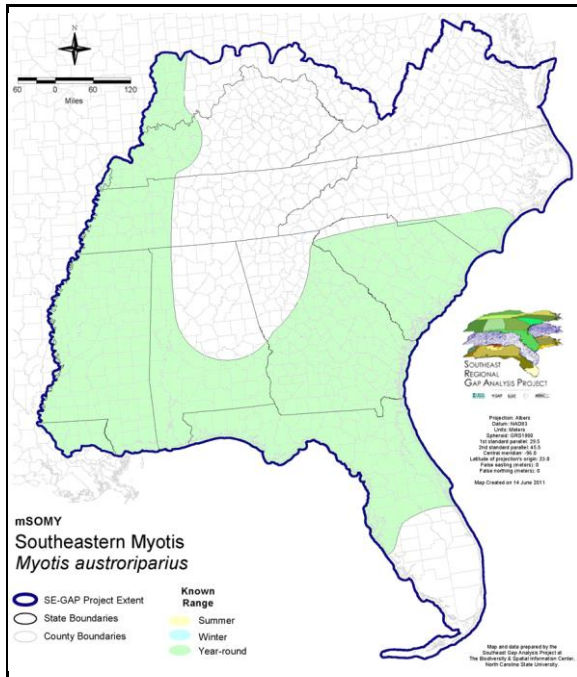 N
60 0 60 120
Miles
SOUTHEAST
REGIONAL
GAP ANALYSIS PROJECT
Projection: Albers
Datum: NAD83
Units: Meters
Spheroid: GRS1980
1st standard parallel: 29.5
2nd standard parallel: 45.5
Central meridian: -96.0
Latitude of projection's origin: 23.0
False easting (meters): 0
False northing (meters): 0
Map Created on 14 June 2011
mSOMY
Southeastern Myotis
Myotis austroriparius
SE-GAP Project Extent
State Boundaries
County Boundaries
Known
Range
Summer
Winter
Year-round
Map and data prepared by the
Southeast Gap Analysis Project at
The Biodiversity & Spatial Information Center,
North Carolina State University.